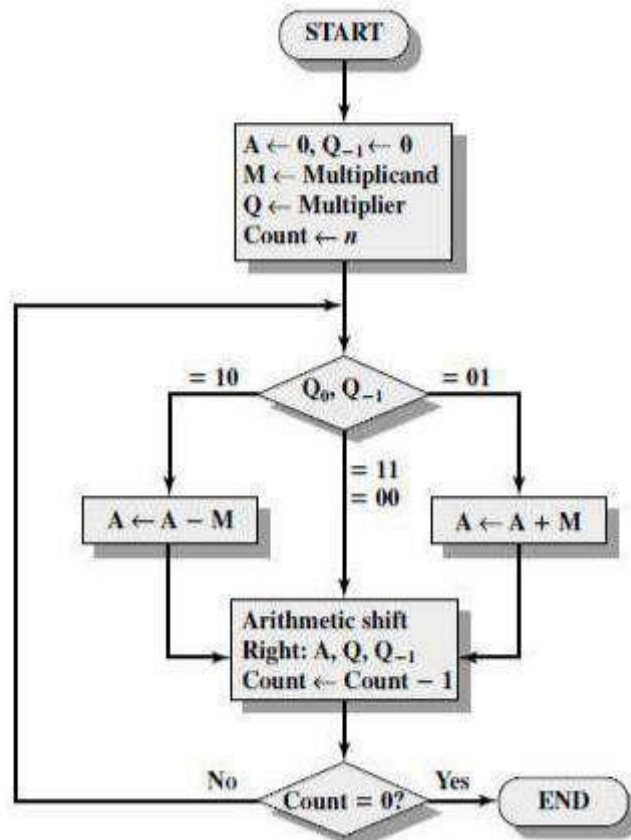 START
A ← 0, Q₋₁ ← 0
M ← Multiplicand
Q ← Multiplier
Count ← n
= 10
Q₀, Q₋₁
= 01
= 11
= 00
A ← A − M
A ← A + M
Arithmetic shift
Right: A, Q, Q₋₁
Count ← Count − 1
No
Count = 0?
Yes
END